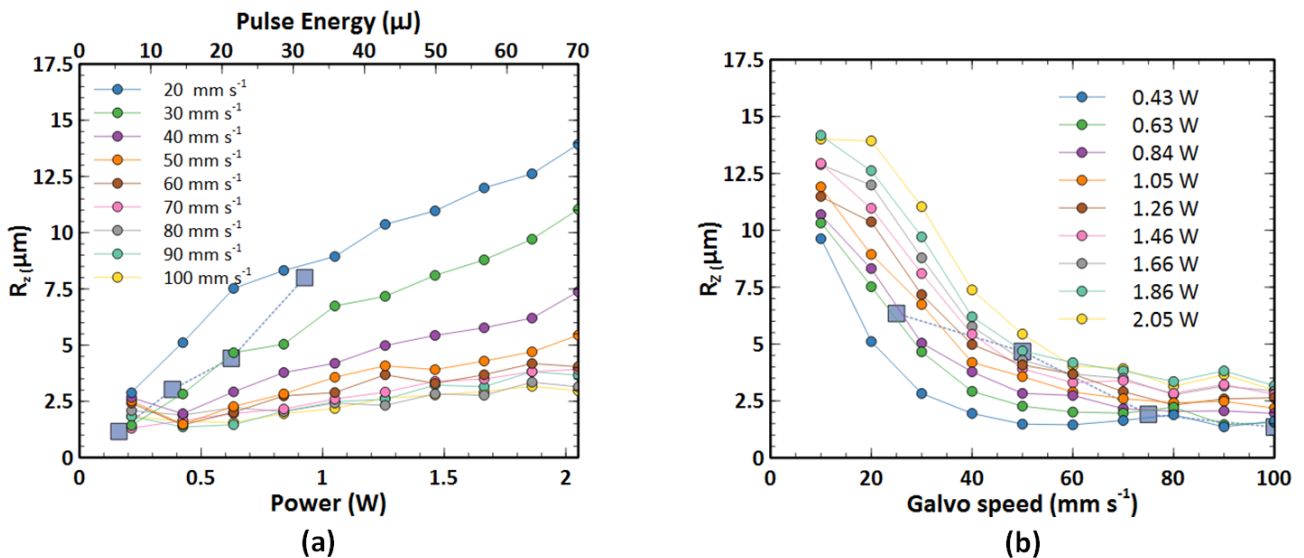 Pulse Energy (µJ)
0 10 20 30 40 50 60 70
17.5
15
12.5
10
7.5
5
2.5
0
Rz (µm)
20 mm s-1
30 mm s-1
40 mm s-1
50 mm s-1
60 mm s-1
70 mm s-1
80 mm s-1
90 mm s-1
100 mm s-1
0 0.5 1 1.5 2
Power (W)
(a)
17.5
15
12.5
10
7.5
5
2.5
0
Rz (µm)
0.43 W
0.63 W
0.84 W
1.05 W
1.26 W
1.46 W
1.66 W
1.86 W
2.05 W
0 20 40 60 80 100
Galvo speed (mm s-1)
(b)